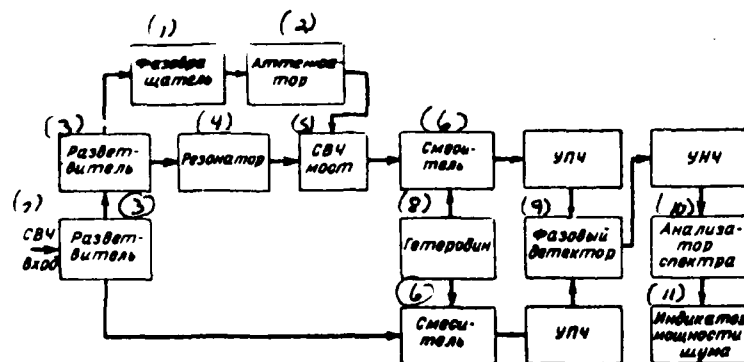 (1)
(2)
Фазовра
щатель
Аттенюа
тор
(3)
(4)
(5)
(6)
Развет-
витель
Резонатор
СВЧ
мост
Смеси-
тель
УПЧ
УНЧ
(7)
(3)
(8)
(9)
(10)
СВЧ
вход
Развет-
витель
Гетеродин
Фазовый
детектор
Анализа-
тор
спектра
(6)
(11)
Смеси-
тель
УПЧ
Индикатор
мощности
шума